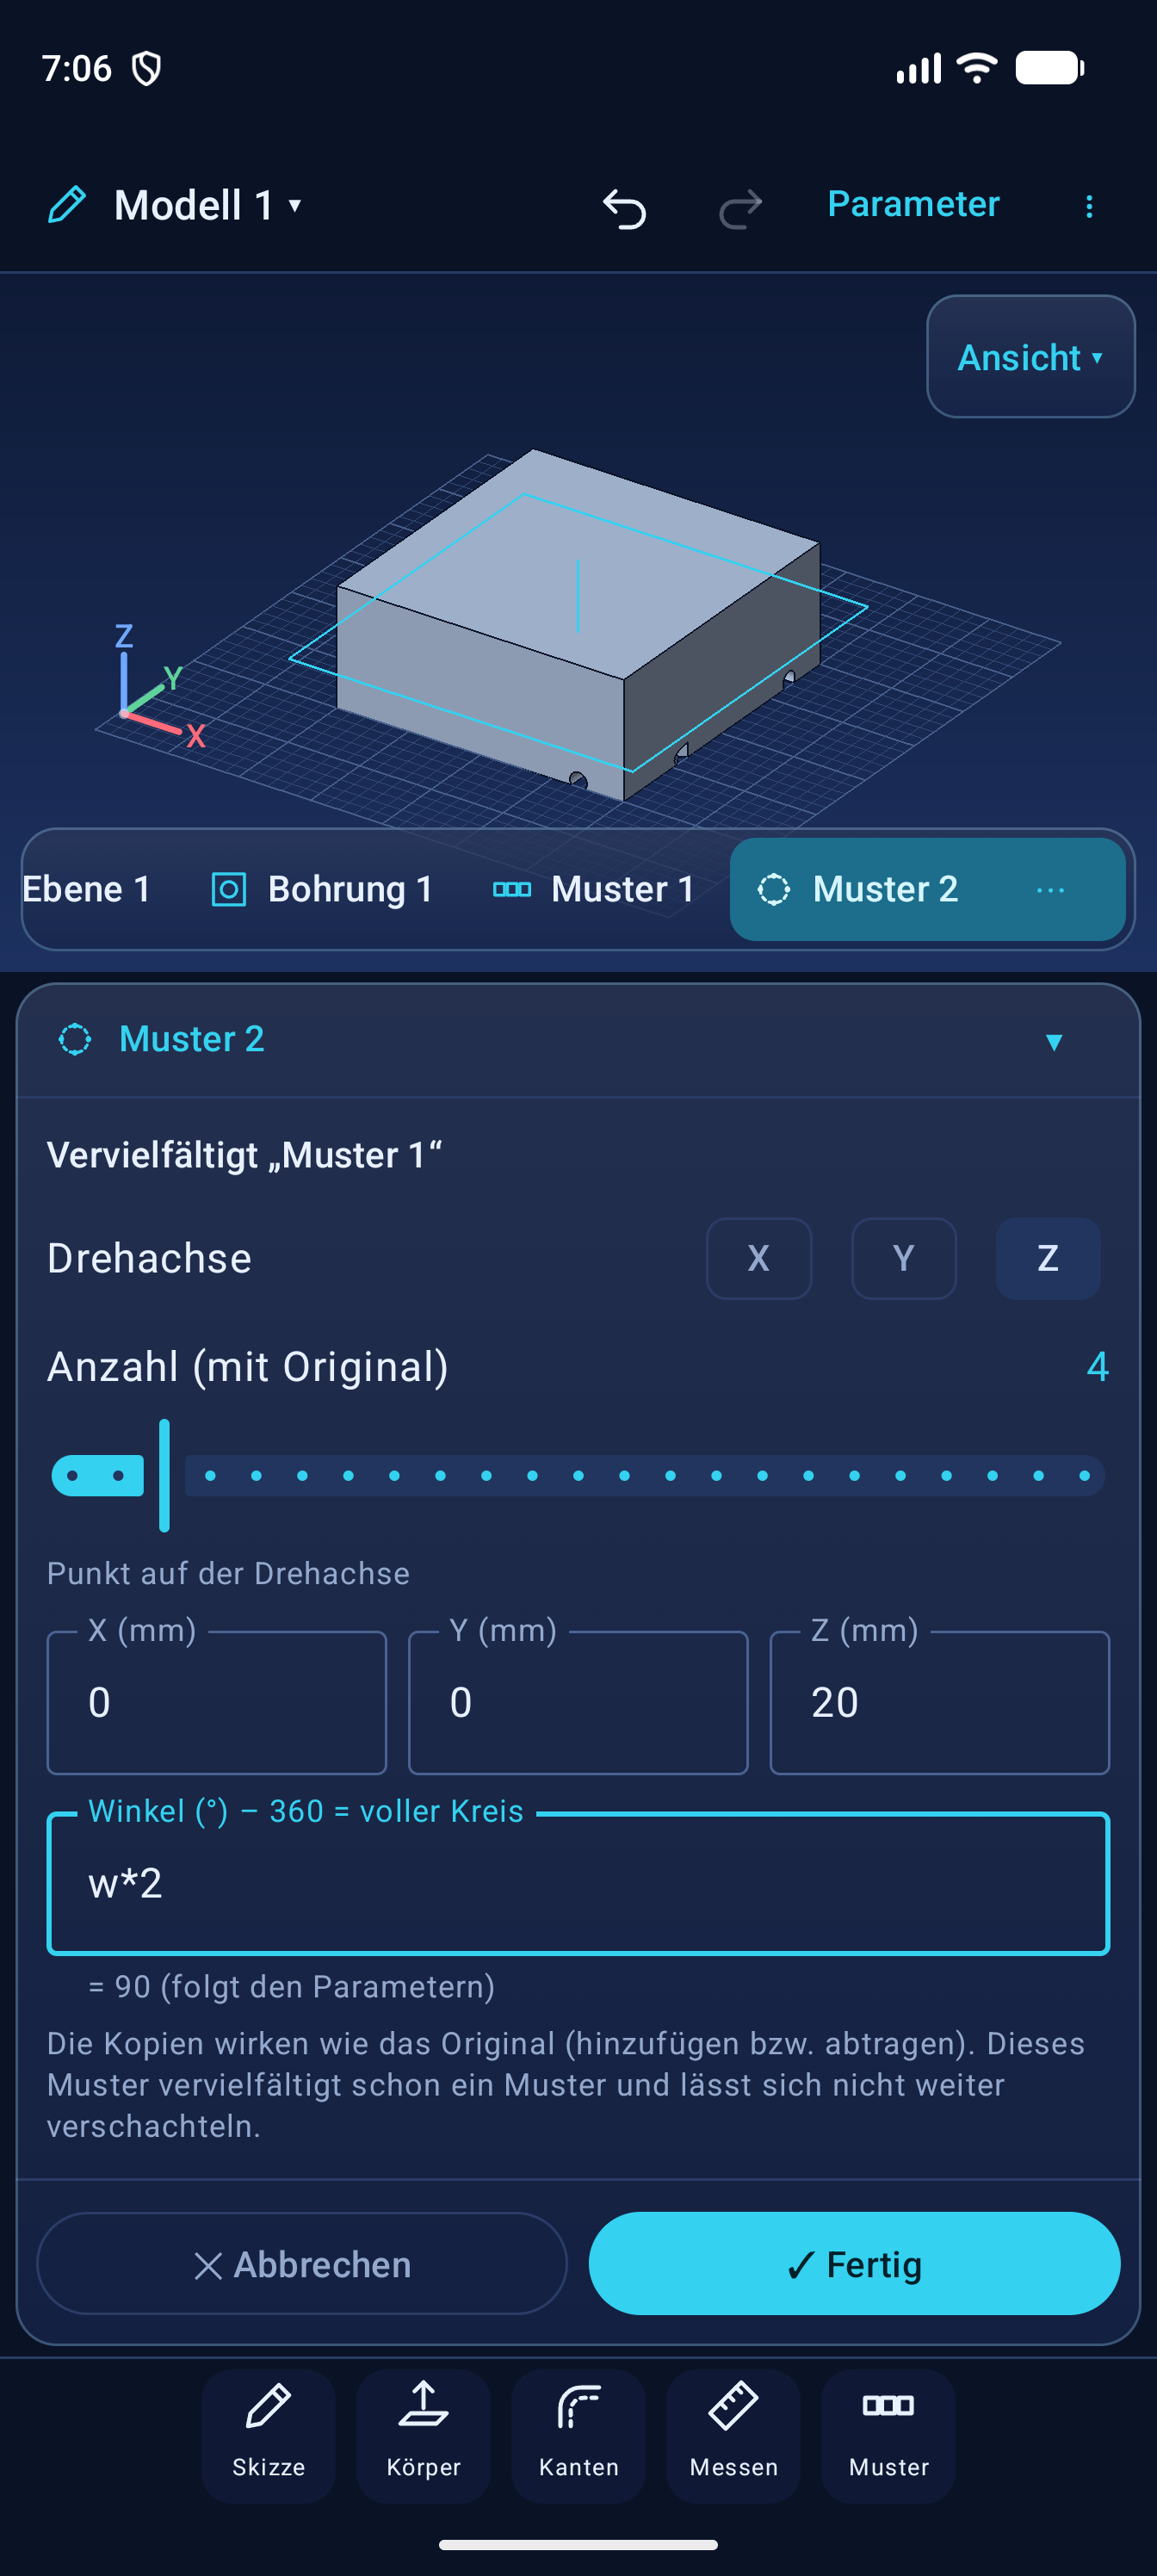 7:06
Modell 1 ▾
Parameter
Ansicht ▾
Z
Y
X
Ebene 1
Bohrung 1
Muster 1
Muster 2
...
Muster 2
▼
Vervielfältigt „Muster 1“
Drehachse
X
Y
Z
Anzahl (mit Original)
4
Punkt auf der Drehachse
X (mm)
Y (mm)
Z (mm)
0
0
20
Winkel (°) – 360 = voller Kreis
w*2
= 90 (folgt den Parametern)
Die Kopien wirken wie das Original (hinzufügen bzw. abtragen). Dieses
Muster vervielfältigt schon ein Muster und lässt sich nicht weiter
verschachteln.
✕ Abbrechen
✓ Fertig
Skizze
Körper
Kanten
Messen
Muster